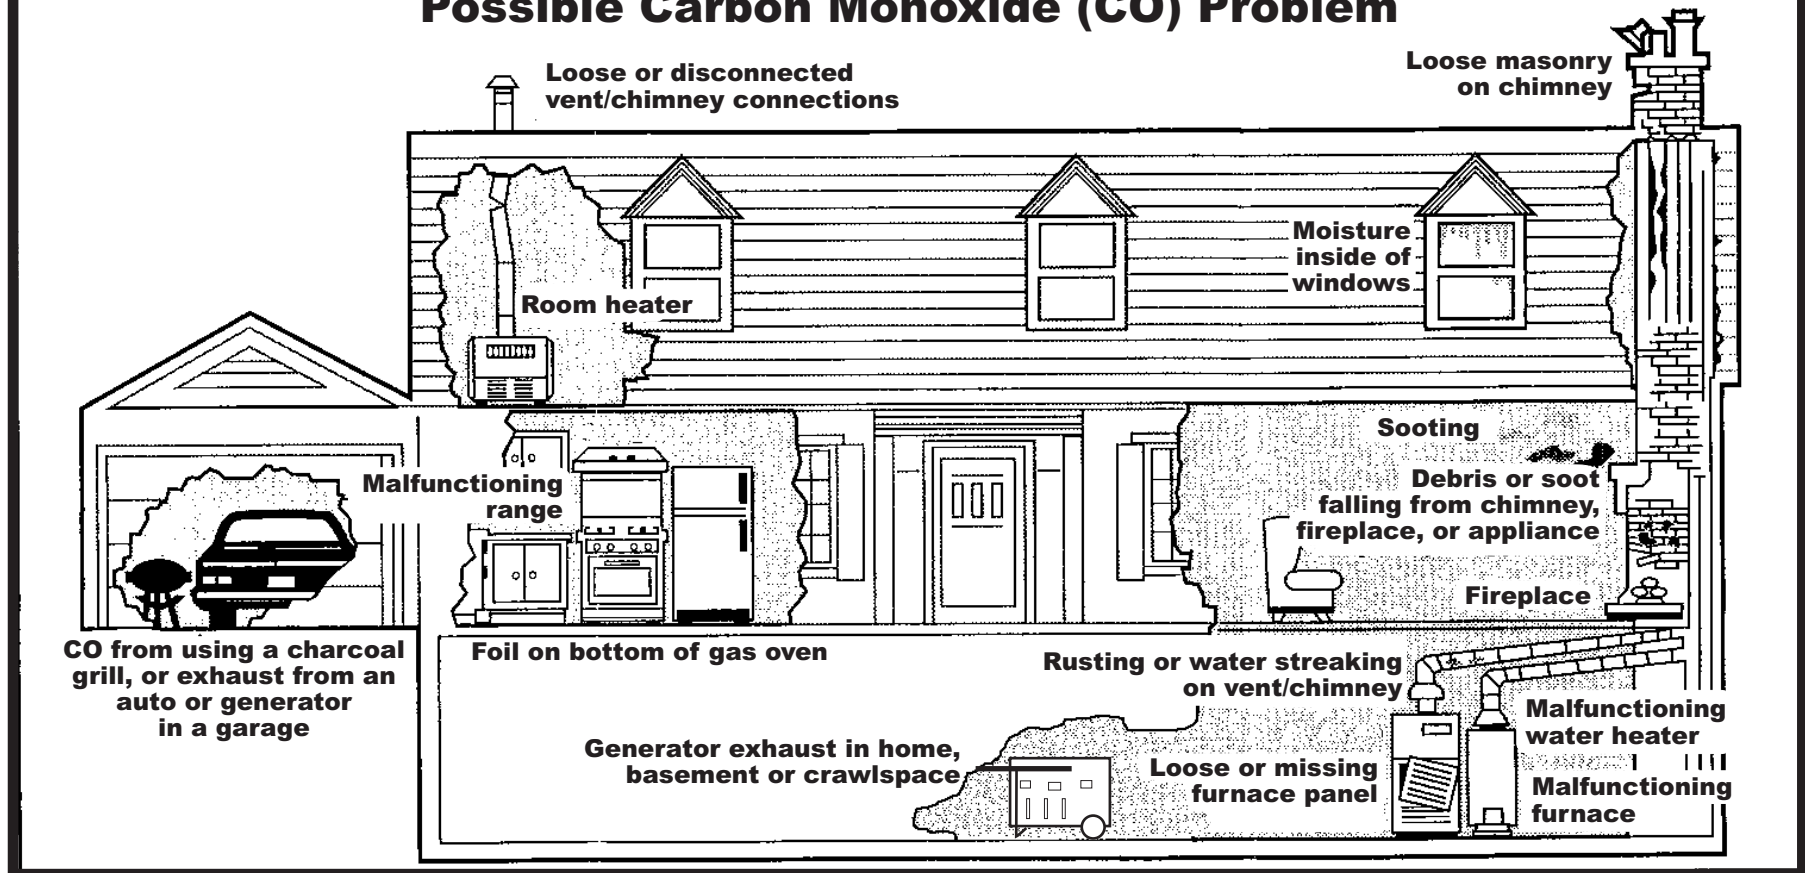 Possible Carbon Monoxide (CO) Problem
Loose or disconnected
vent/chimney connections
Loose masonry
on chimney
Moisture
inside of
windows
Room heater
Sooting
Malfunctioning
range
Debris or soot
falling from chimney,
fireplace, or appliance
Fireplace
CO from using a charcoal
grill, or exhaust from an
auto or generator
in a garage
Foil on bottom of gas oven
Rusting or water streaking
on vent/chimney
Malfunctioning
water heater
Generator exhaust in home,
basement or crawlspace
Loose or missing
furnace panel
Malfunctioning
furnace